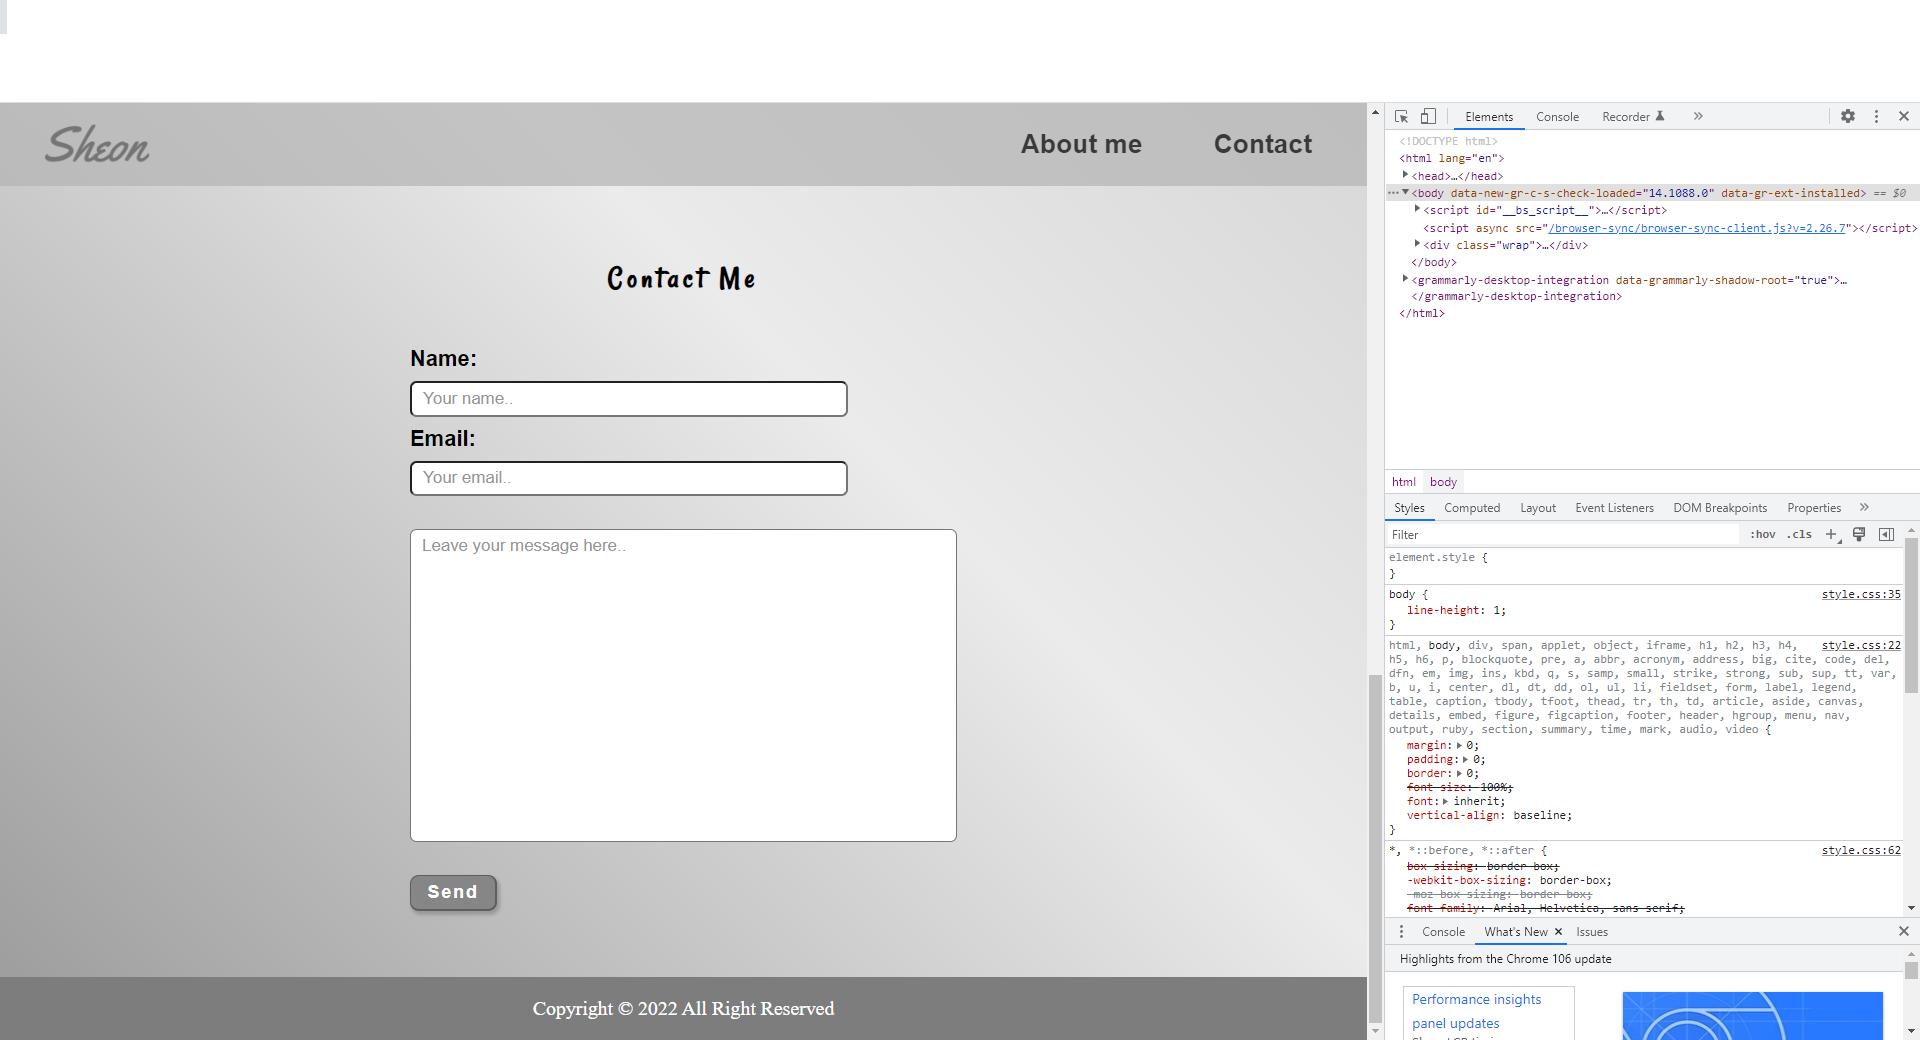 Sheon
About me
Contact
Contact Me
Name:
Your name..
Email:
Your email..
Leave your message here..
Send
Copyright © 2022 All Right Reserved
Elements
Console
Recorder
»
<!DOCTYPE html>
<html lang="en">
<head>…</head>
<body data-new-gr-c-s-check-loaded="14.1088.0" data-gr-ext-installed> == $0
<script id="__bs_script__">…</script>
<script async src="/browser-sync/browser-sync-client.js?v=2.26.7"></script>
<div class="wrap">…</div>
</body>
<grammarly-desktop-integration data-grammarly-shadow-root="true">…
</grammarly-desktop-integration>
</html>
html
body
Styles
Computed
Layout
Event Listeners
DOM Breakpoints
Properties
»
Filter
:hov
.cls
element.style {
}
body {
style.css:35
line-height: 1;
}
html, body, div, span, applet, object, iframe, h1, h2, h3, h4,
style.css:22
h5, h6, p, blockquote, pre, a, abbr, acronym, address, big, cite, code, del,
dfn, em, img, ins, kbd, q, s, samp, small, strike, strong, sub, sup, tt, var,
b, u, i, center, dl, dt, dd, ol, ul, li, fieldset, form, label, legend,
table, caption, tbody, tfoot, thead, tr, th, td, article, aside, canvas,
details, embed, figure, figcaption, footer, header, hgroup, menu, nav,
output, ruby, section, summary, time, mark, audio, video {
margin: 0;
padding: 0;
border: 0;
font-size: 100%;
font: inherit;
vertical-align: baseline;
}
*, *::before, *::after {
style.css:62
box-sizing: border-box;
-webkit-box-sizing: border-box;
-moz-box-sizing: border-box;
font-family: Arial, Helvetica, sans-serif;
Console
What's New
Issues
Highlights from the Chrome 106 update
Performance insights
panel updates